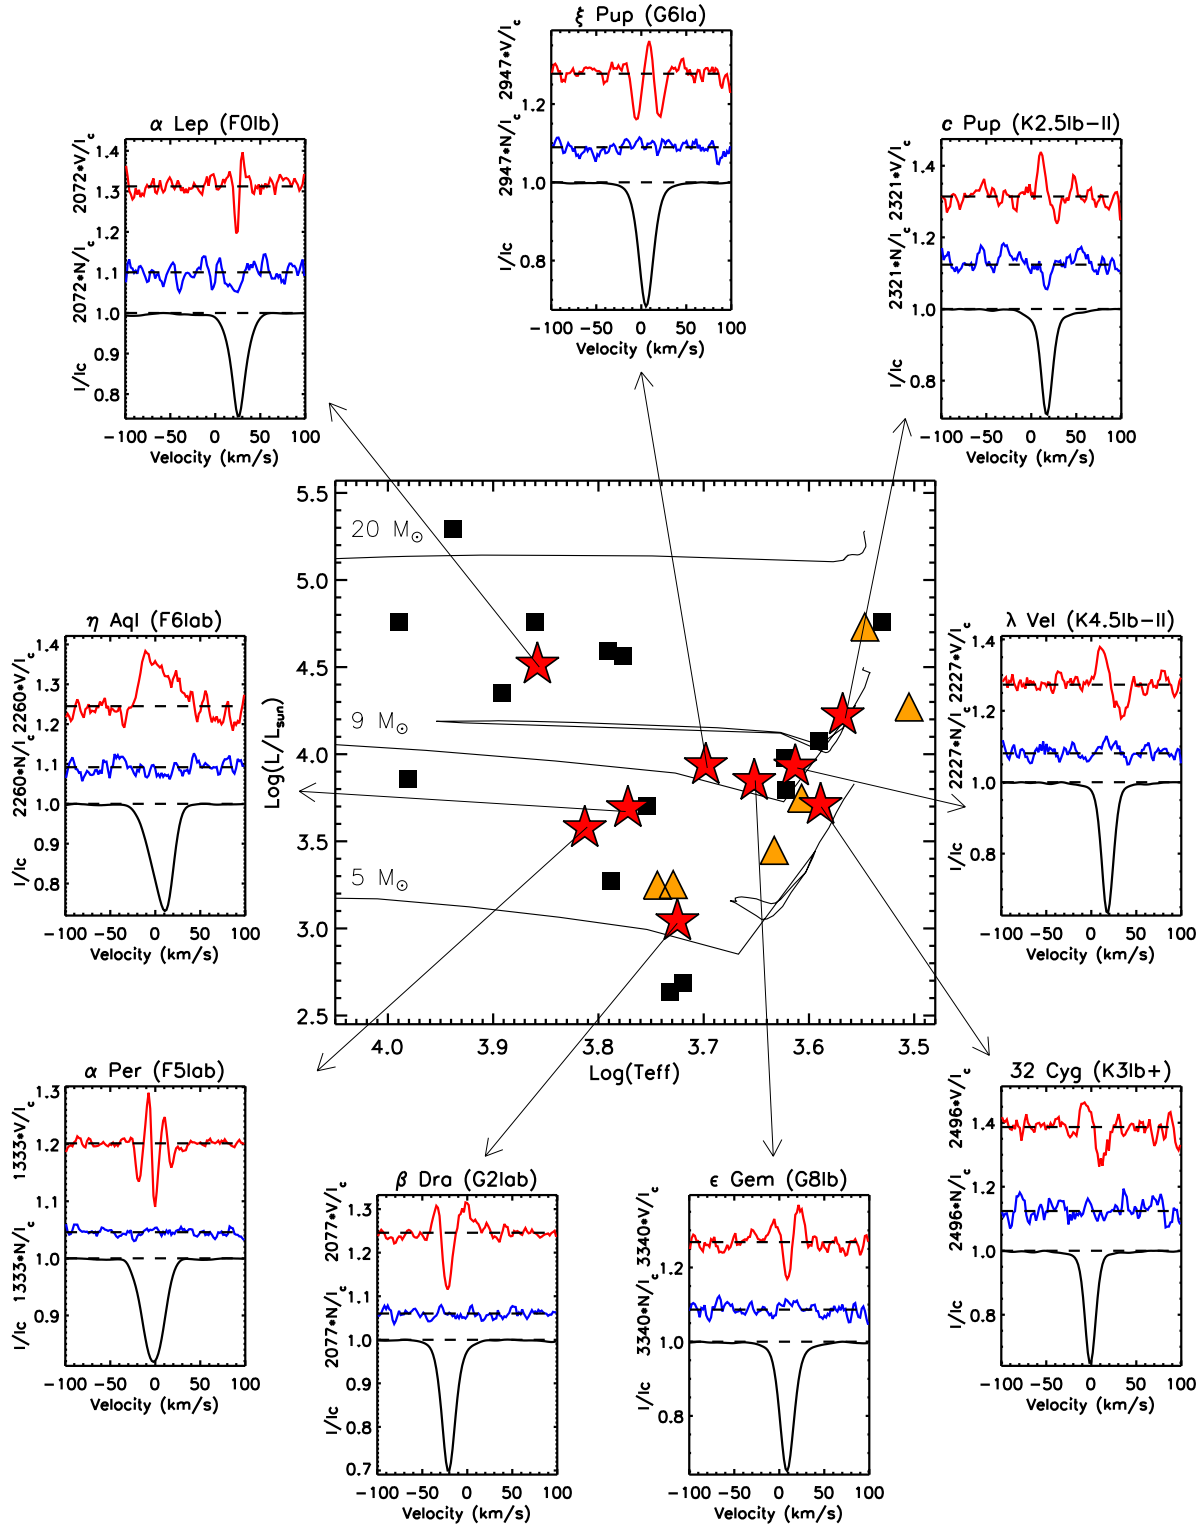 ξ Pup (G6Ia)
2947*V/Ic
2947*N/Ic
I/Ic
1.2
1.0
0.8
−100 −50 0 50 100
Velocity (km/s)
α Lep (F0Ib)
2072*V/Ic
2072*N/Ic
I/Ic
1.4
1.3
1.2
1.1
1.0
0.9
0.8
−100 −50 0 50 100
Velocity (km/s)
c Pup (K2.5Ib−II)
2321*V/Ic
2321*N/Ic
I/Ic
1.4
1.2
1.0
0.8
−100 −50 0 50 100
Velocity (km/s)
η Aql (F6Iab)
2260*V/Ic
2260*N/Ic
I/Ic
1.4
1.3
1.2
1.1
1.0
0.9
0.8
−100 −50 0 50 100
Velocity (km/s)
Log(L/Lsun)
5.5
5.0
4.5
4.0
3.5
3.0
2.5
20 M⊙
9 M⊙
5 M⊙
4.0 3.9 3.8 3.7 3.6 3.5
Log(Teff)
λ Vel (K4.5Ib−II)
2227*V/Ic
2227*N/Ic
I/Ic
1.4
1.2
1.0
0.8
−100 −50 0 50 100
Velocity (km/s)
α Per (F5Iab)
1333*V/Ic
1333*N/Ic
I/Ic
1.3
1.2
1.1
1.0
0.9
−100 −50 0 50 100
Velocity (km/s)
β Dra (G2Iab)
2077*V/Ic
2077*N/Ic
I/Ic
1.3
1.2
1.1
1.0
0.9
0.8
0.7
−100 −50 0 50 100
Velocity (km/s)
ϵ Gem (G8Ib)
3340*V/Ic
3340*N/Ic
I/Ic
1.2
1.0
0.8
−100 −50 0 50 100
Velocity (km/s)
32 Cyg (K3Ib+)
2496*V/Ic
2496*N/Ic
I/Ic
1.4
1.2
1.0
0.8
−100 −50 0 50 100
Velocity (km/s)